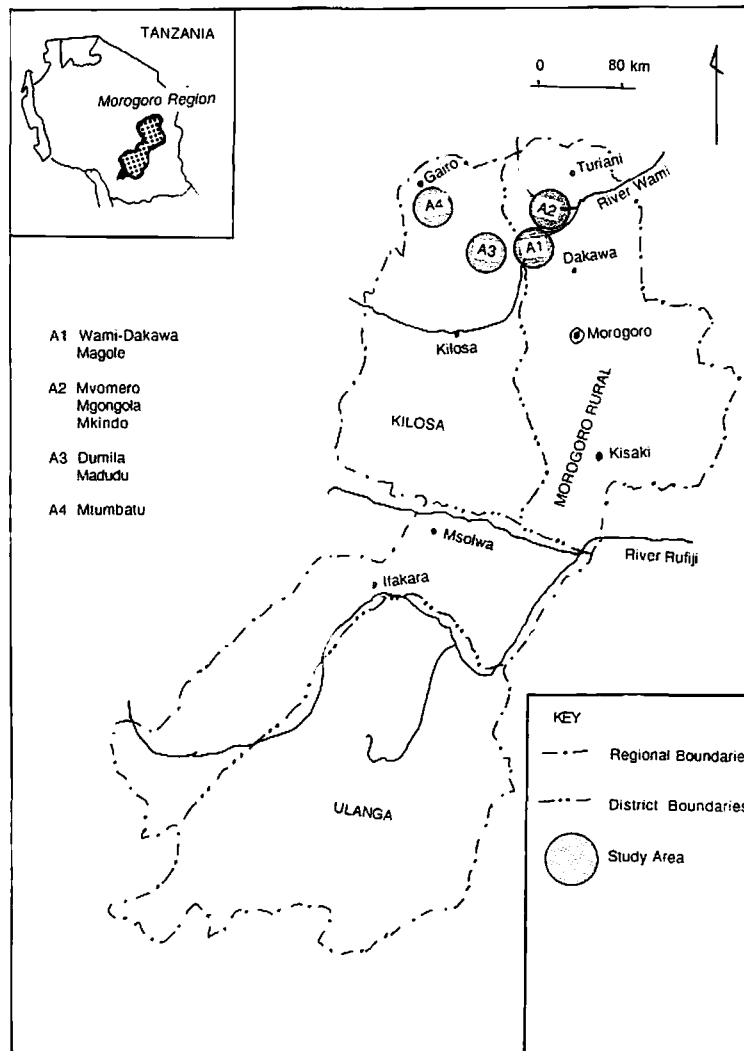 TANZANIA
Morogoro Region
0 80 km
Gairo
Turiani
River Wami
A4
A2
A3
A1
Dakawa
Morogoro
Kilosa
A1 Wami-Dakawa
Magole
A2 Mvomero
Mgongola
Mkindo
A3 Dumila
Madudu
A4 Mtumbatu
KILOSA
MOROGORO RURAL
Kisaki
Msolwa
River Rufiji
Ifakara
ULANGA
KEY
Regional Boundarie
District Boundaries
Study Area